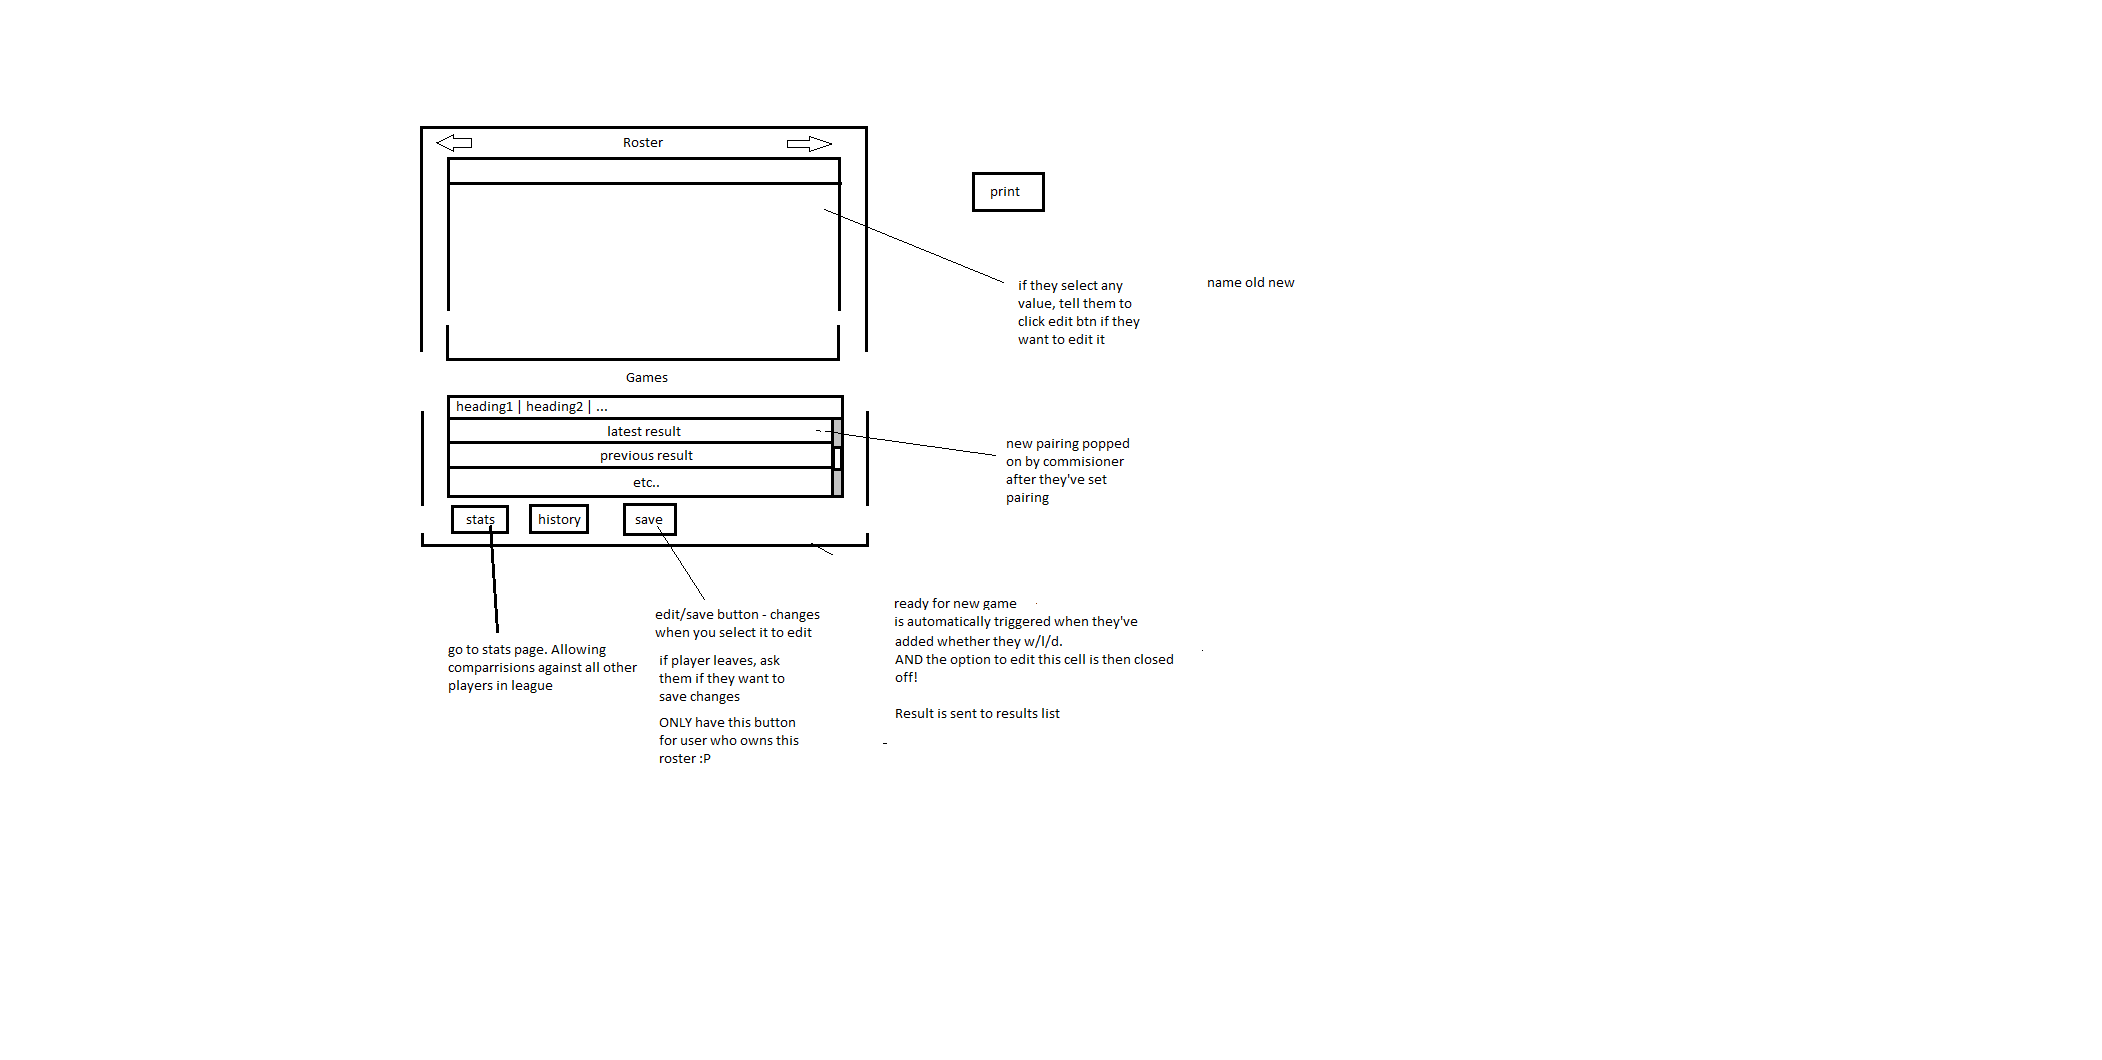 Roster
print
if they select any
value, tell them to
click edit btn if they
want to edit it
name old new
Games
heading1 | heading2 | ...
latest result
previous result
etc..
new pairing popped
on by commisioner
after they've set
pairing
stats
history
save
go to stats page. Allowing
comparrisions against all other
players in league
edit/save button - changes
when you select it to edit
if player leaves, ask
them if they want to
save changes
ONLY have this button
for user who owns this
roster :P
ready for new game
is automatically triggered when they've
added whether they w/l/d.
AND the option to edit this cell is then closed
off!
Result is sent to results list